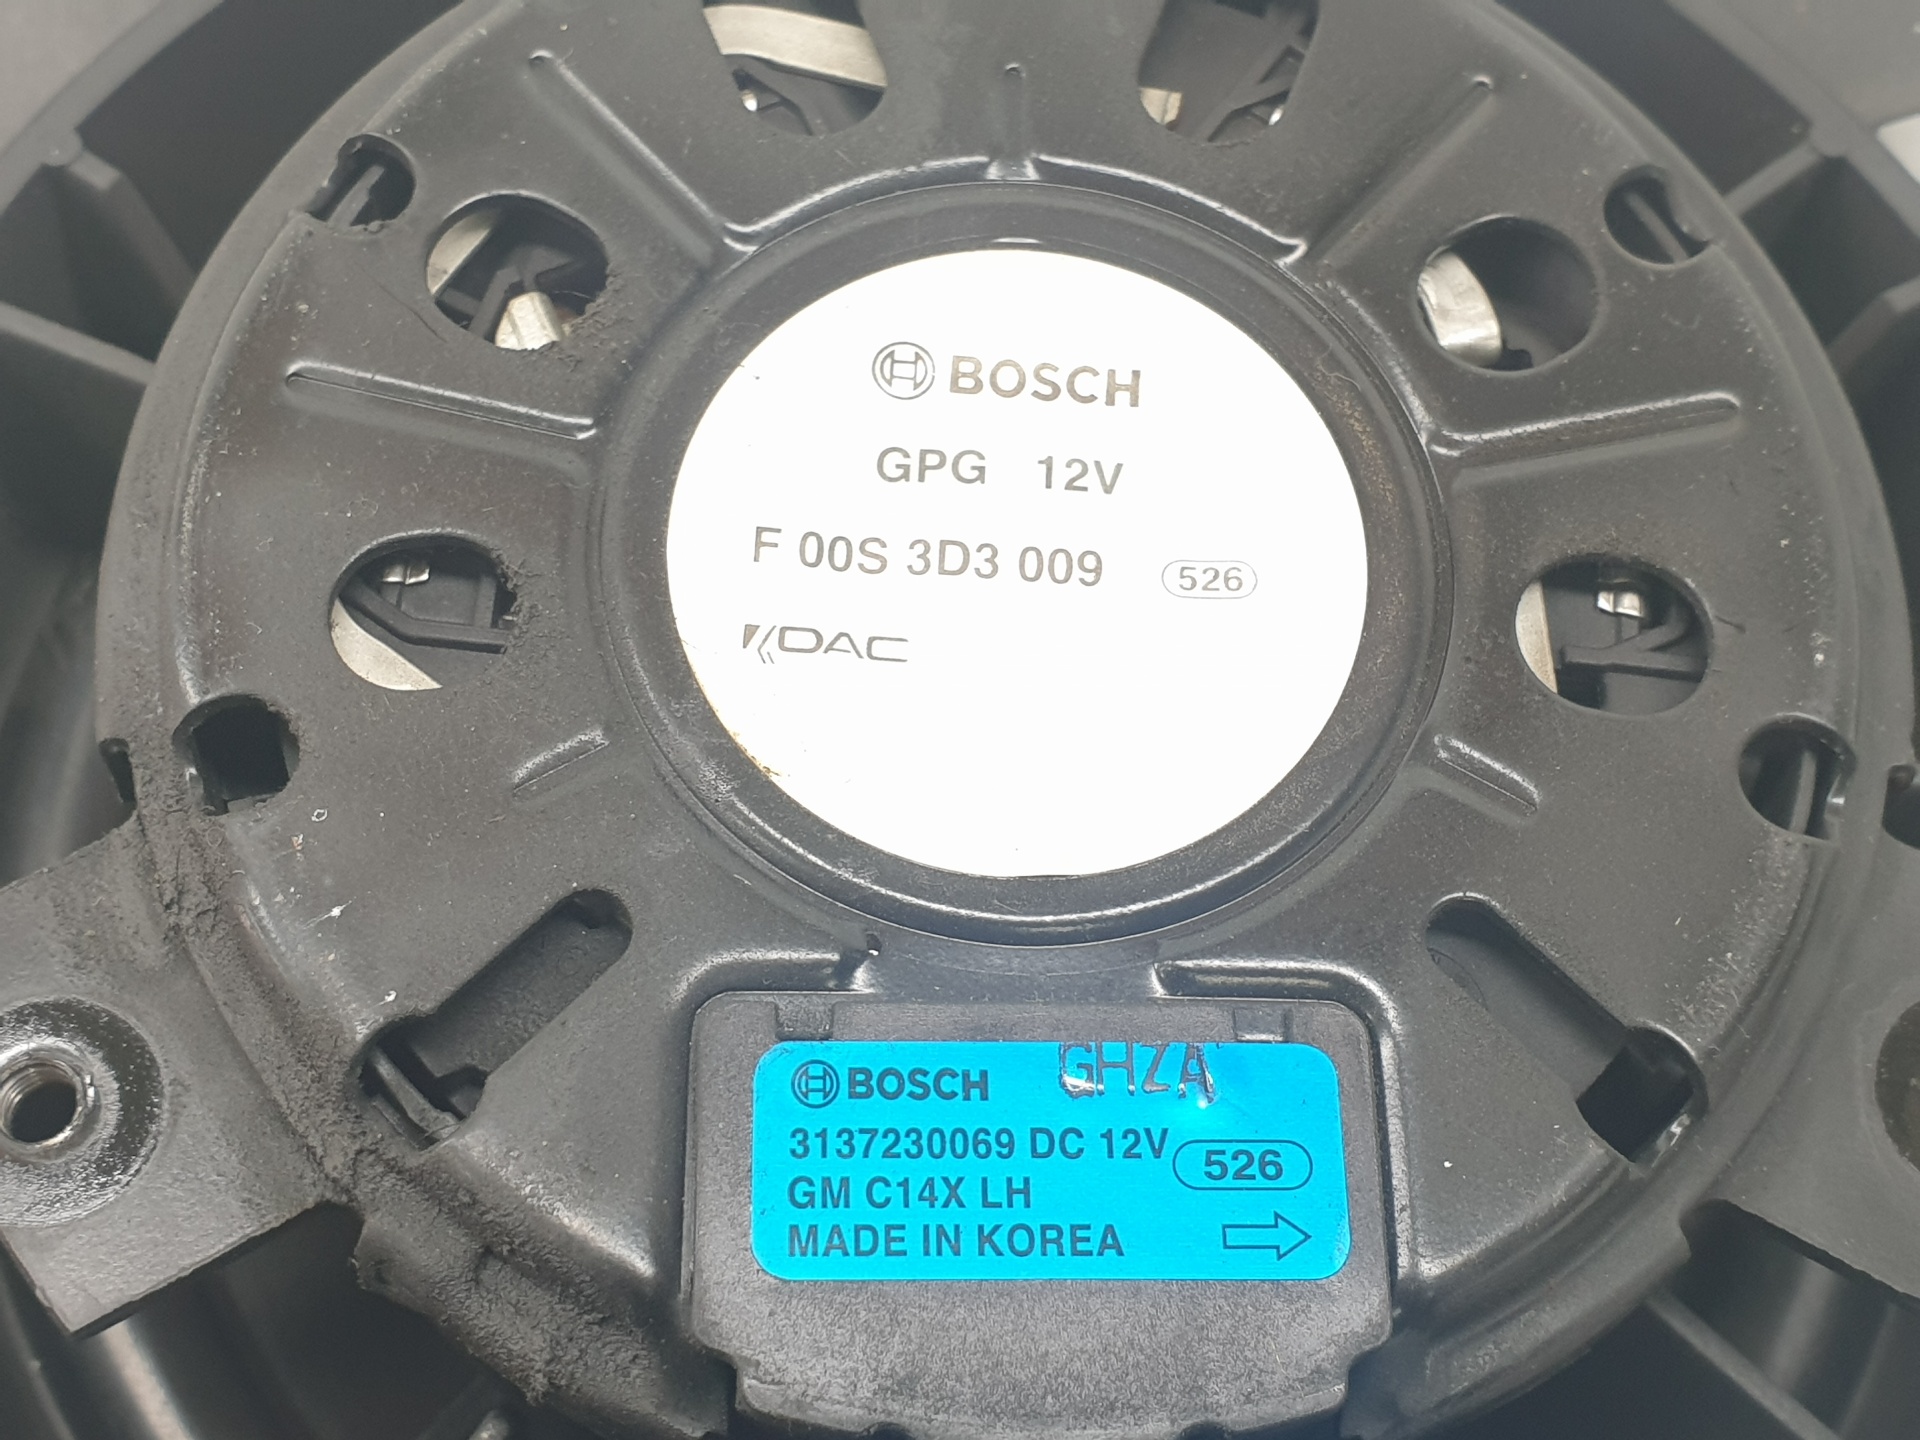 BOSCH
GPG 12V
F 00S 3D3 009 526
KDAC
BOSCH GHZA
3137230069 DC 12V 526
GM C14X LH
MADE IN KOREA